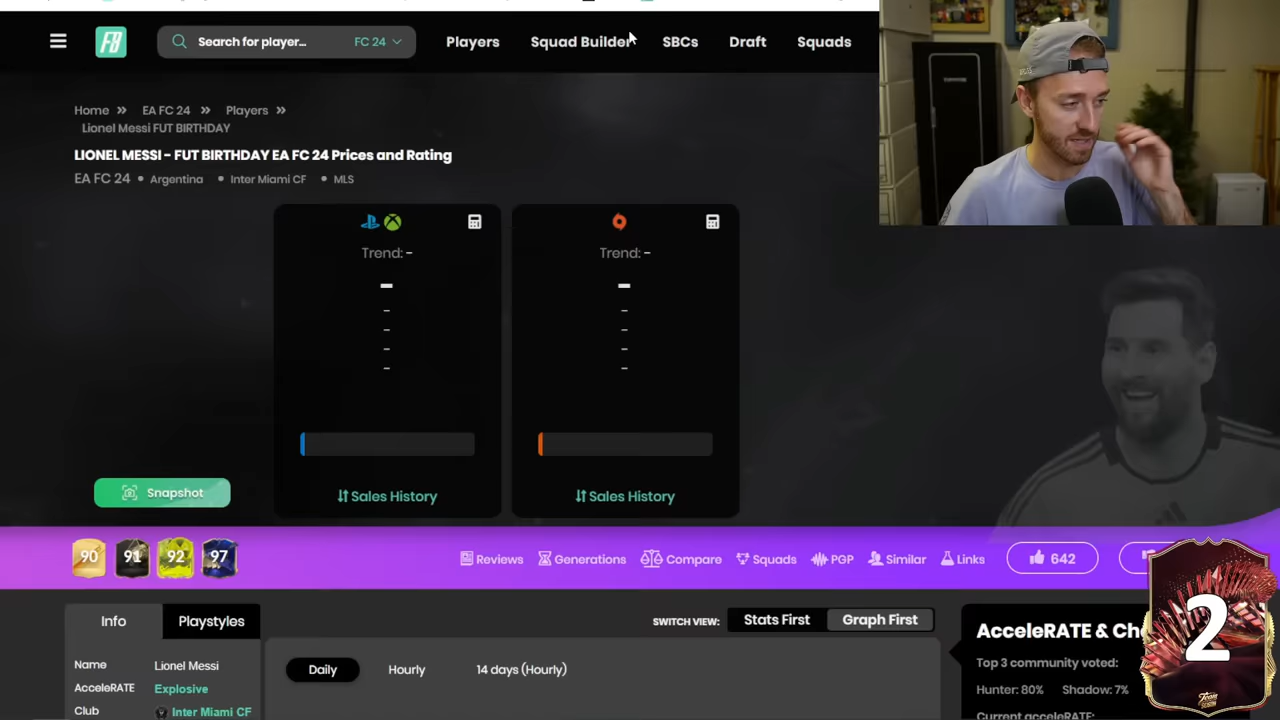 FB Search for player... FC 24 Players Squad Builder SBCs Draft Squads
Home » EA FC 24 » Players »
Lionel Messi FUT BIRTHDAY
LIONEL MESSI - FUT BIRTHDAY EA FC 24 Prices and Rating
EA FC 24 • Argentina • Inter Miami CF • MLS
Trend: - Trend: -
- -
- -
- -
- -
- -
Snapshot Sales History Sales History
90 91 92 97 Reviews Generations Compare Squads PGP Similar Links 642
Info Playstyles SWITCH VIEW: Stats First Graph First
AcceleRATE & Ch
Name Lionel Messi Daily Hourly 14 days (Hourly) Top 3 community voted:
AcceleRATE Explosive Hunter: 80% Shadow: 7%
Club Inter Miami CF Current acceleRATE:
2